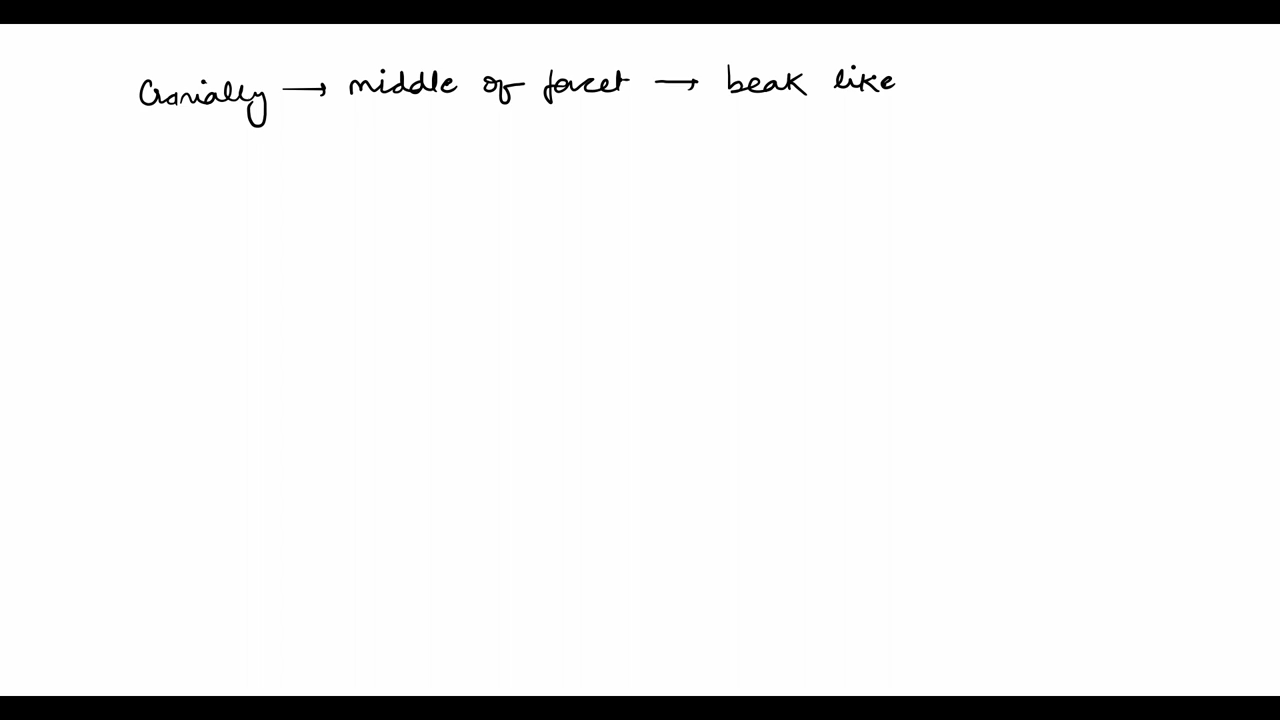 Cranially → middle of facet → beak like